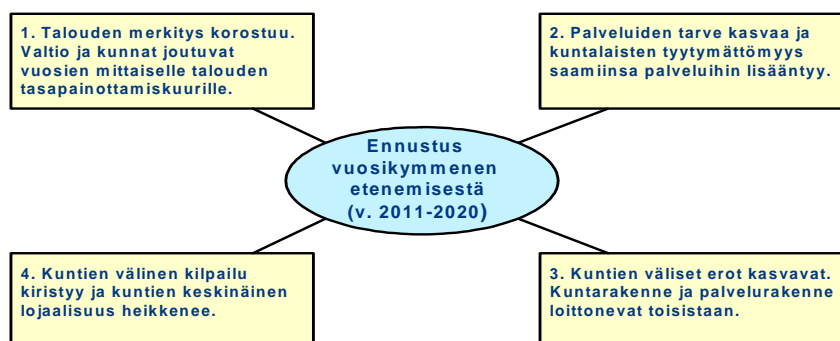 1. Talouden merkitys korostuu.
Valtio ja kunnat joutuvat
vuosien mittaiselle talouden
tasapainottamiskuurille.
2. Palveluiden tarve kasvaa ja
kuntalaisten tyytymättömyys
saamiinsa palveluihin lisääntyy.
Ennustus
vuosikymmenen
etenemisestä
(v. 2011-2020)
4. Kuntien välinen kilpailu
kiristyy ja kuntien keskinäinen
lojaalisuus heikkenee.
3. Kuntien väliset erot kasvavat.
Kuntarakenne ja palvelurakenne
loittonevat toisistaan.